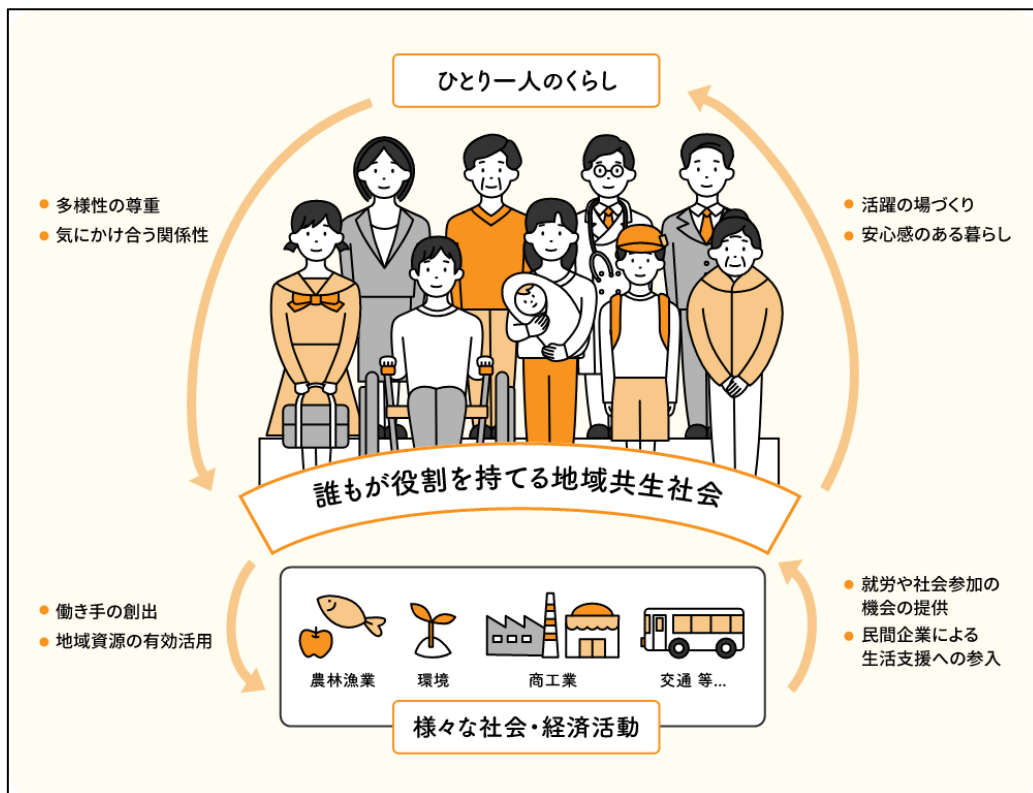 ひとり一人のくらし
● 多様性の尊重
● 気にかけ合う関係性
● 活躍の場づくり
● 安心感のある暮らし
誰もが役割を持てる地域共生社会
● 働き手の創出
● 地域資源の有効活用
● 就労や社会参加の
機会の提供
● 民間企業による
生活支援への参入
農林漁業 環境 商工業 交通 等...
様々な社会・経済活動